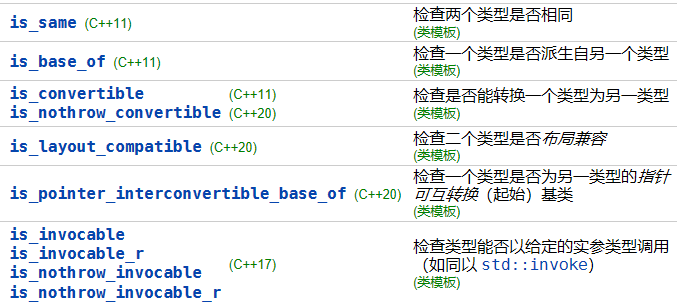 is_same (C++11)
检查两个类型是否相同
(类模板)
is_base_of (C++11)
检查一个类型是否派生自另一个类型
(类模板)
is_convertible (C++11)
is_nothrow_convertible (C++20)
检查是否能转换一个类型为另一类型
(类模板)
is_layout_compatible (C++20)
检查二个类型是否布局兼容
(类模板)
is_pointer_interconvertible_base_of (C++20)
检查一个类型是否为另一类型的指针
可互转换（起始）基类
(类模板)
is_invocable
is_invocable_r
is_nothrow_invocable
is_nothrow_invocable_r
(C++17)
检查类型能否以给定的实参类型调用
（如同以 std::invoke）
(类模板)